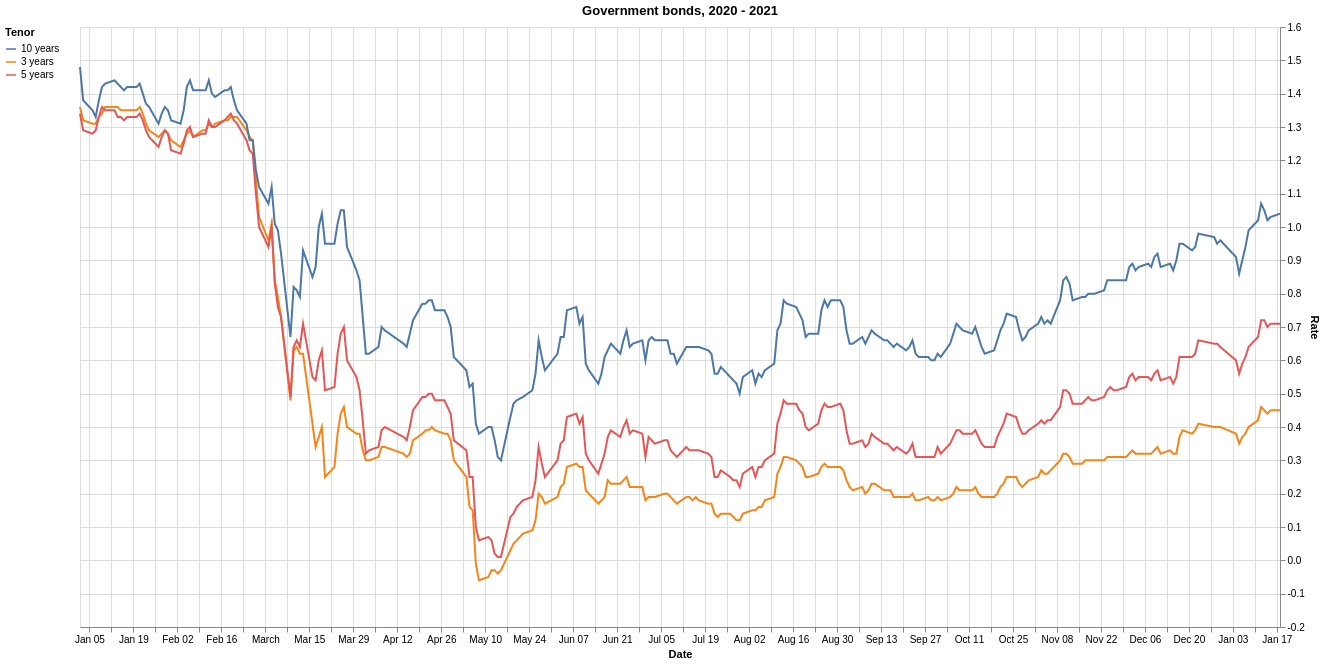 Government bonds, 2020 - 2021
Tenor
10 years
3 years
5 years
1.6
1.5
1.4
1.3
1.2
1.1
1.0
0.9
0.8
0.7
0.6
0.5
0.4
0.3
0.2
0.1
0.0
-0.1
-0.2
Rate
Jan 05 Jan 19 Feb 02 Feb 16 March Mar 15 Mar 29 Apr 12 Apr 26 May 10 May 24 Jun 07 Jun 21 Jul 05 Jul 19 Aug 02 Aug 16 Aug 30 Sep 13 Sep 27 Oct 11 Oct 25 Nov 08 Nov 22 Dec 06 Dec 20 Jan 03 Jan 17
Date